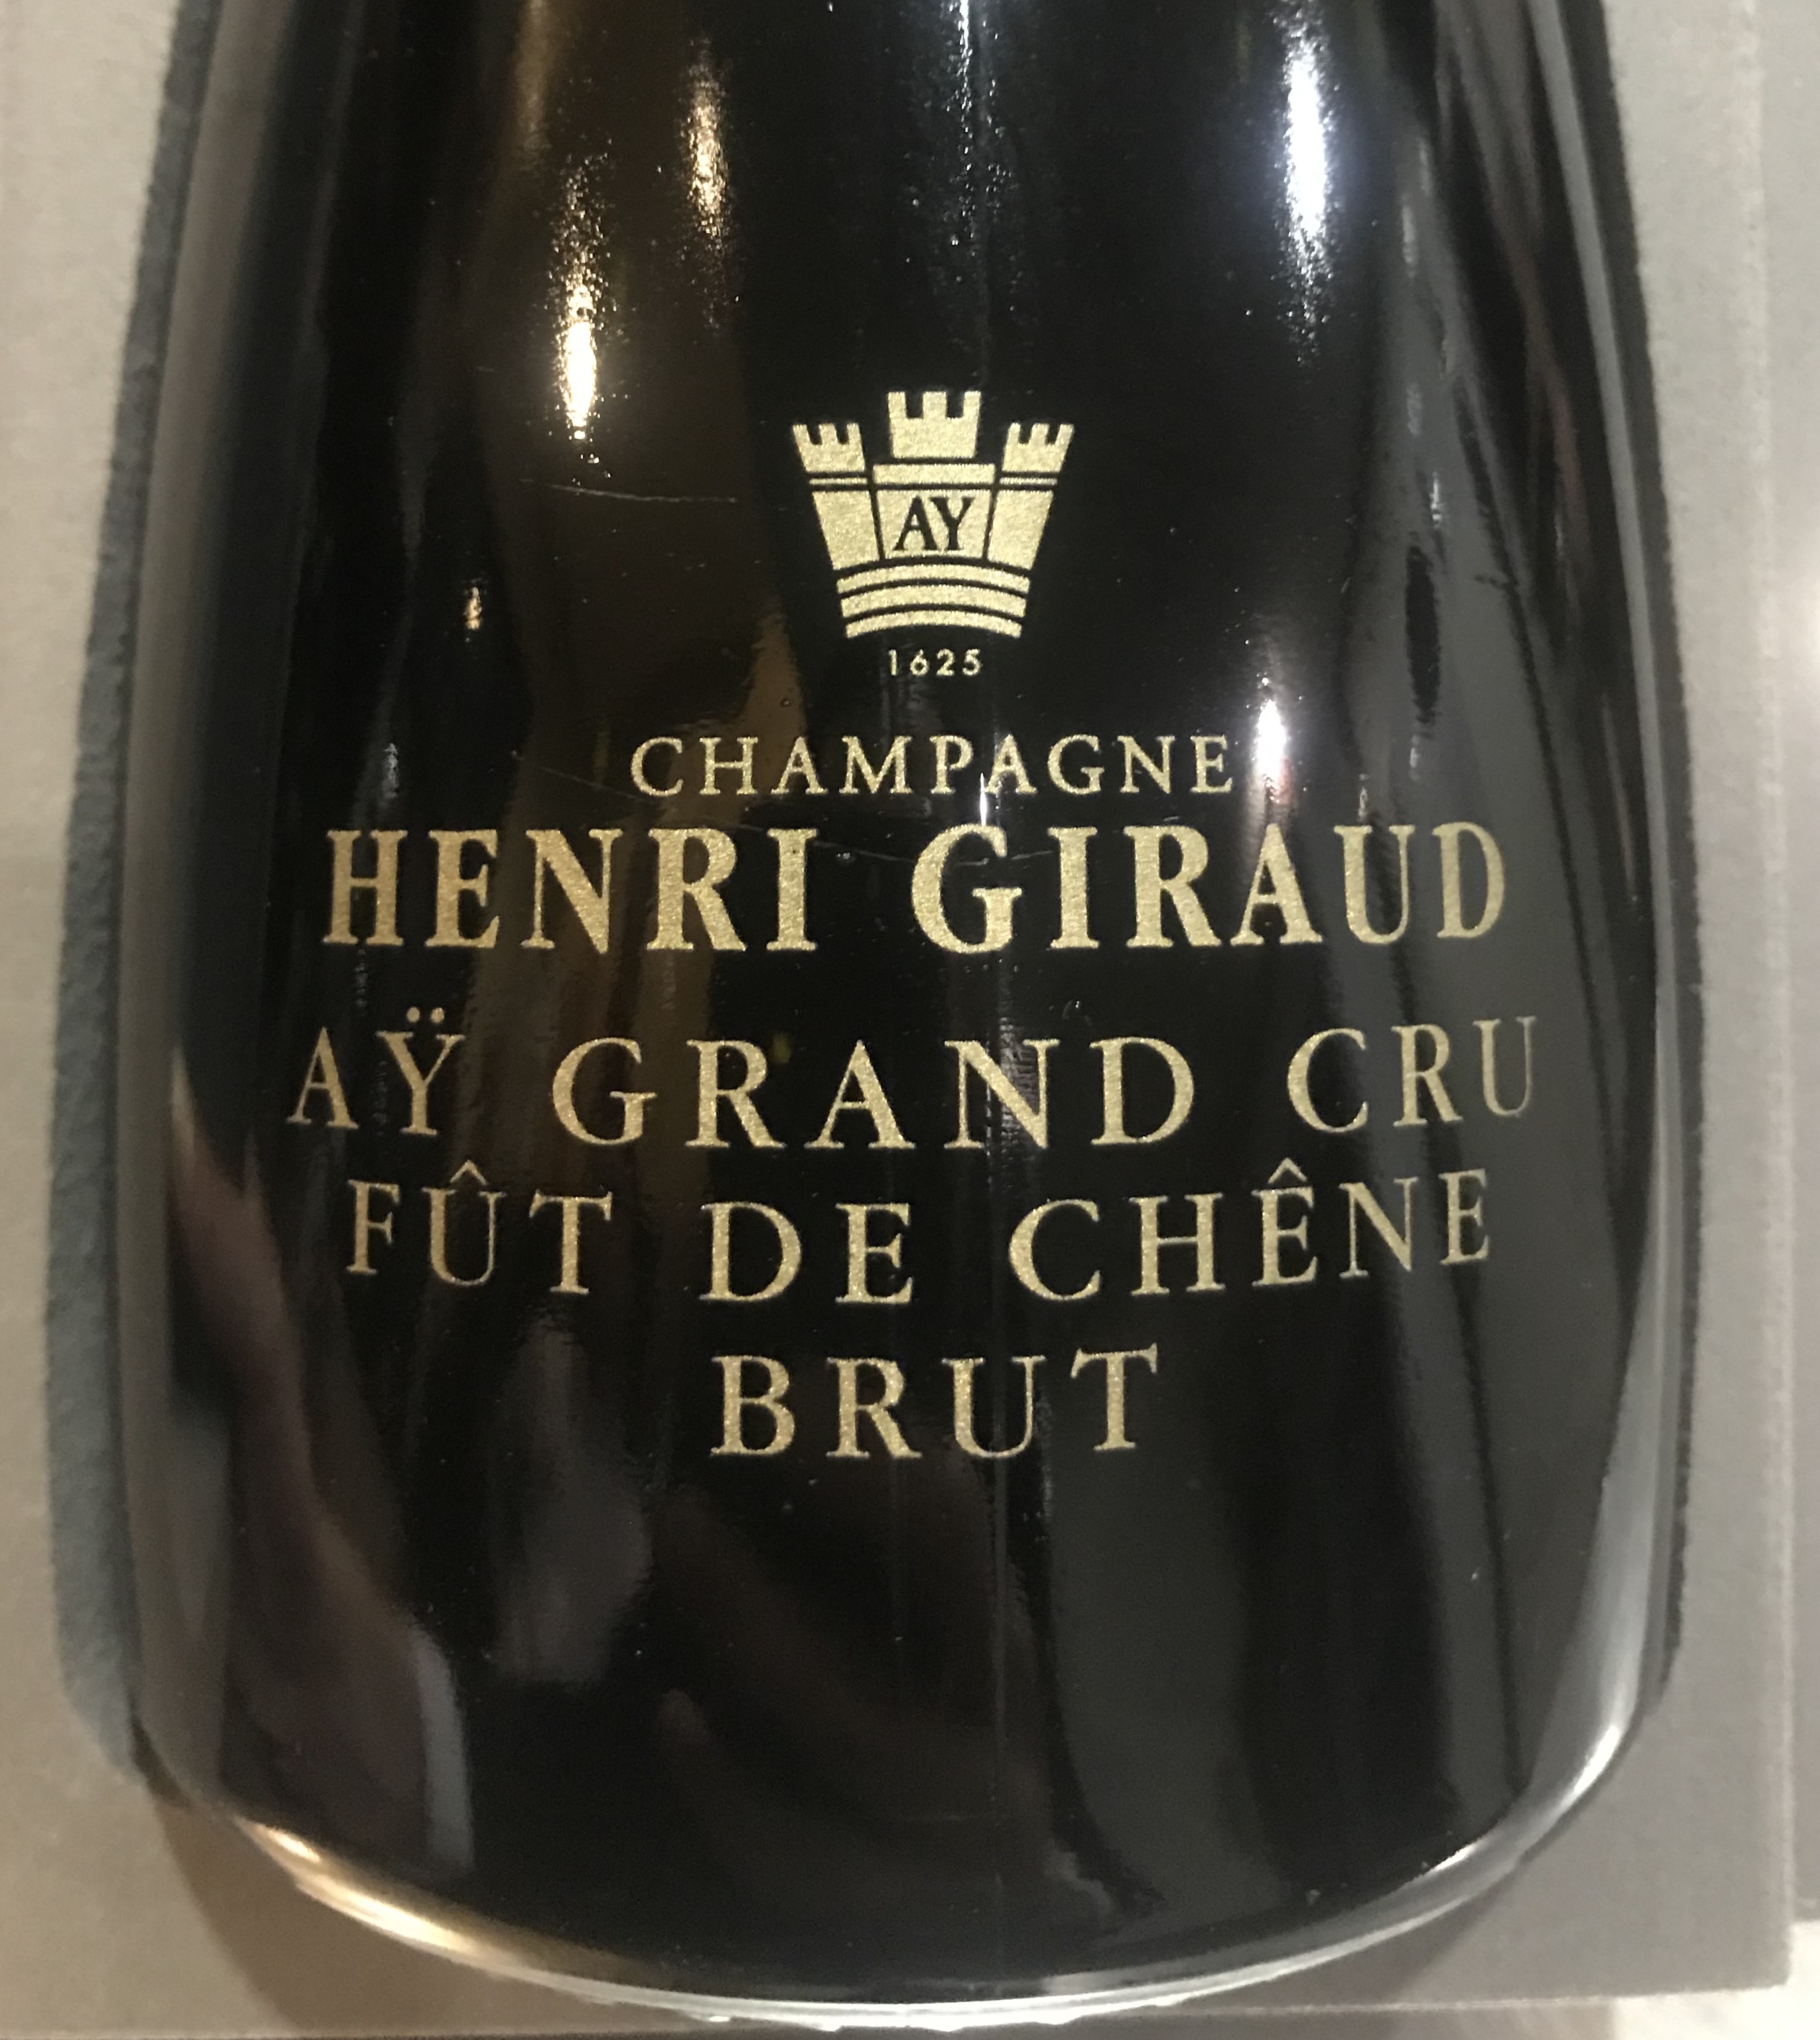 AY
1625
CHAMPAGNE
HENRI GIRAUD
AŸ GRAND CRU
FÛT DE CHÊNE
BRUT